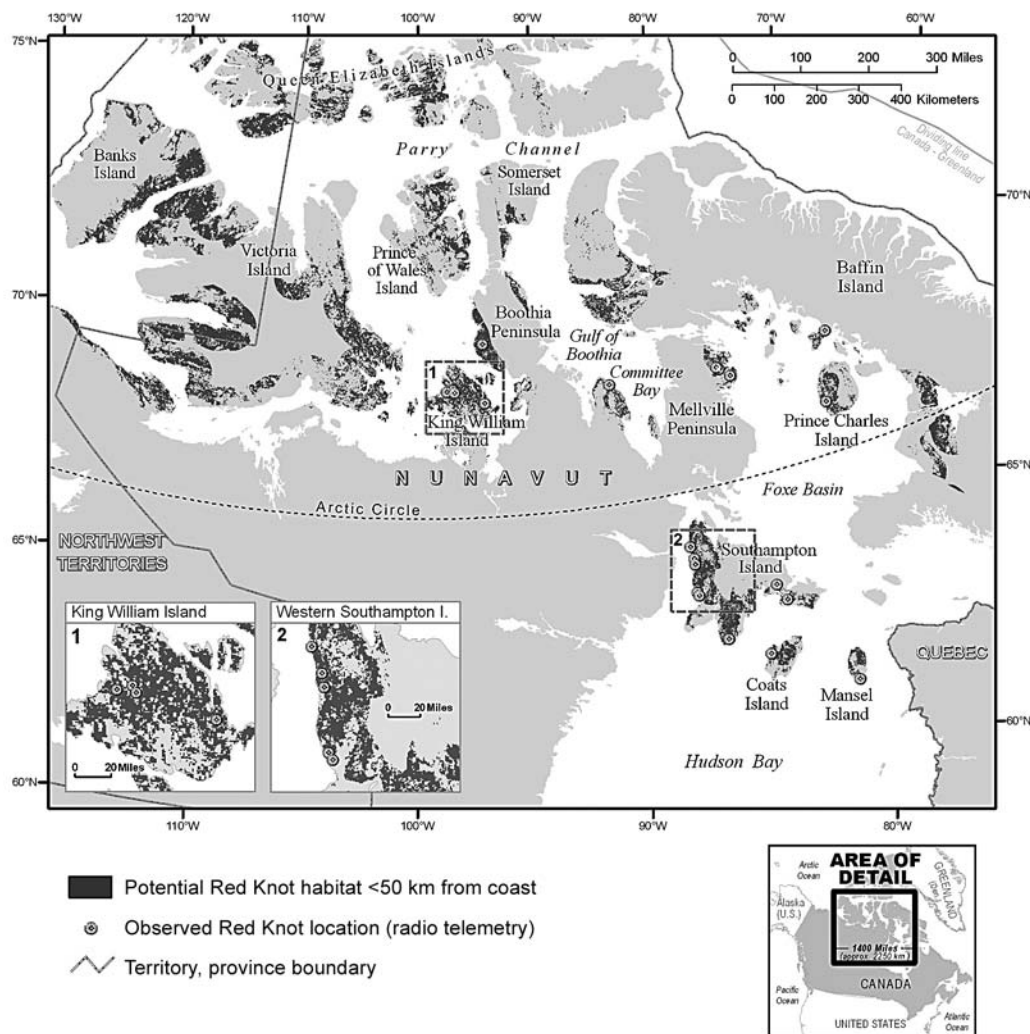 130°W 120°W 110°W 100°W 90°W 80°W 70°W 60°W
75°N
Queen Elizabeth Islands
0 100 200 300 Miles
0 100 200 300 400 Kilometers
Dividing line
Canada - Greenland
Parry Channel
Banks
Island
Somerset
Island
70°N
Victoria
Island
Prince
of Wales
Island
Baffin
Island
70°N
Boothia
Peninsula
Gulf of
Boothia
Committee
Bay
1
King William
Island
Mellville
Peninsula
Prince Charles
Island
65°N
NUNAVUT
Foxe Basin
Arctic Circle
65°N
NORTHWEST
TERRITORIES
2
Southampton
Island
King William Island
1
0 20 Miles
Western Southampton I.
2
0 20 Miles
QUEBEC
Coats
Island
Mansel
Island
60°N
Hudson Bay
60°N
110°W 100°W 90°W 80°W
Potential Red Knot habitat <50 km from coast
Observed Red Knot location (radio telemetry)
Territory, province boundary
AREA OF
DETAIL
Arctic
Ocean
GREENLAND
(Den.)
Alaska
(U.S.)
1400 Miles
(approx. 2250 km)
CANADA
Pacific
Ocean
Atlantic
Ocean
UNITED STATES